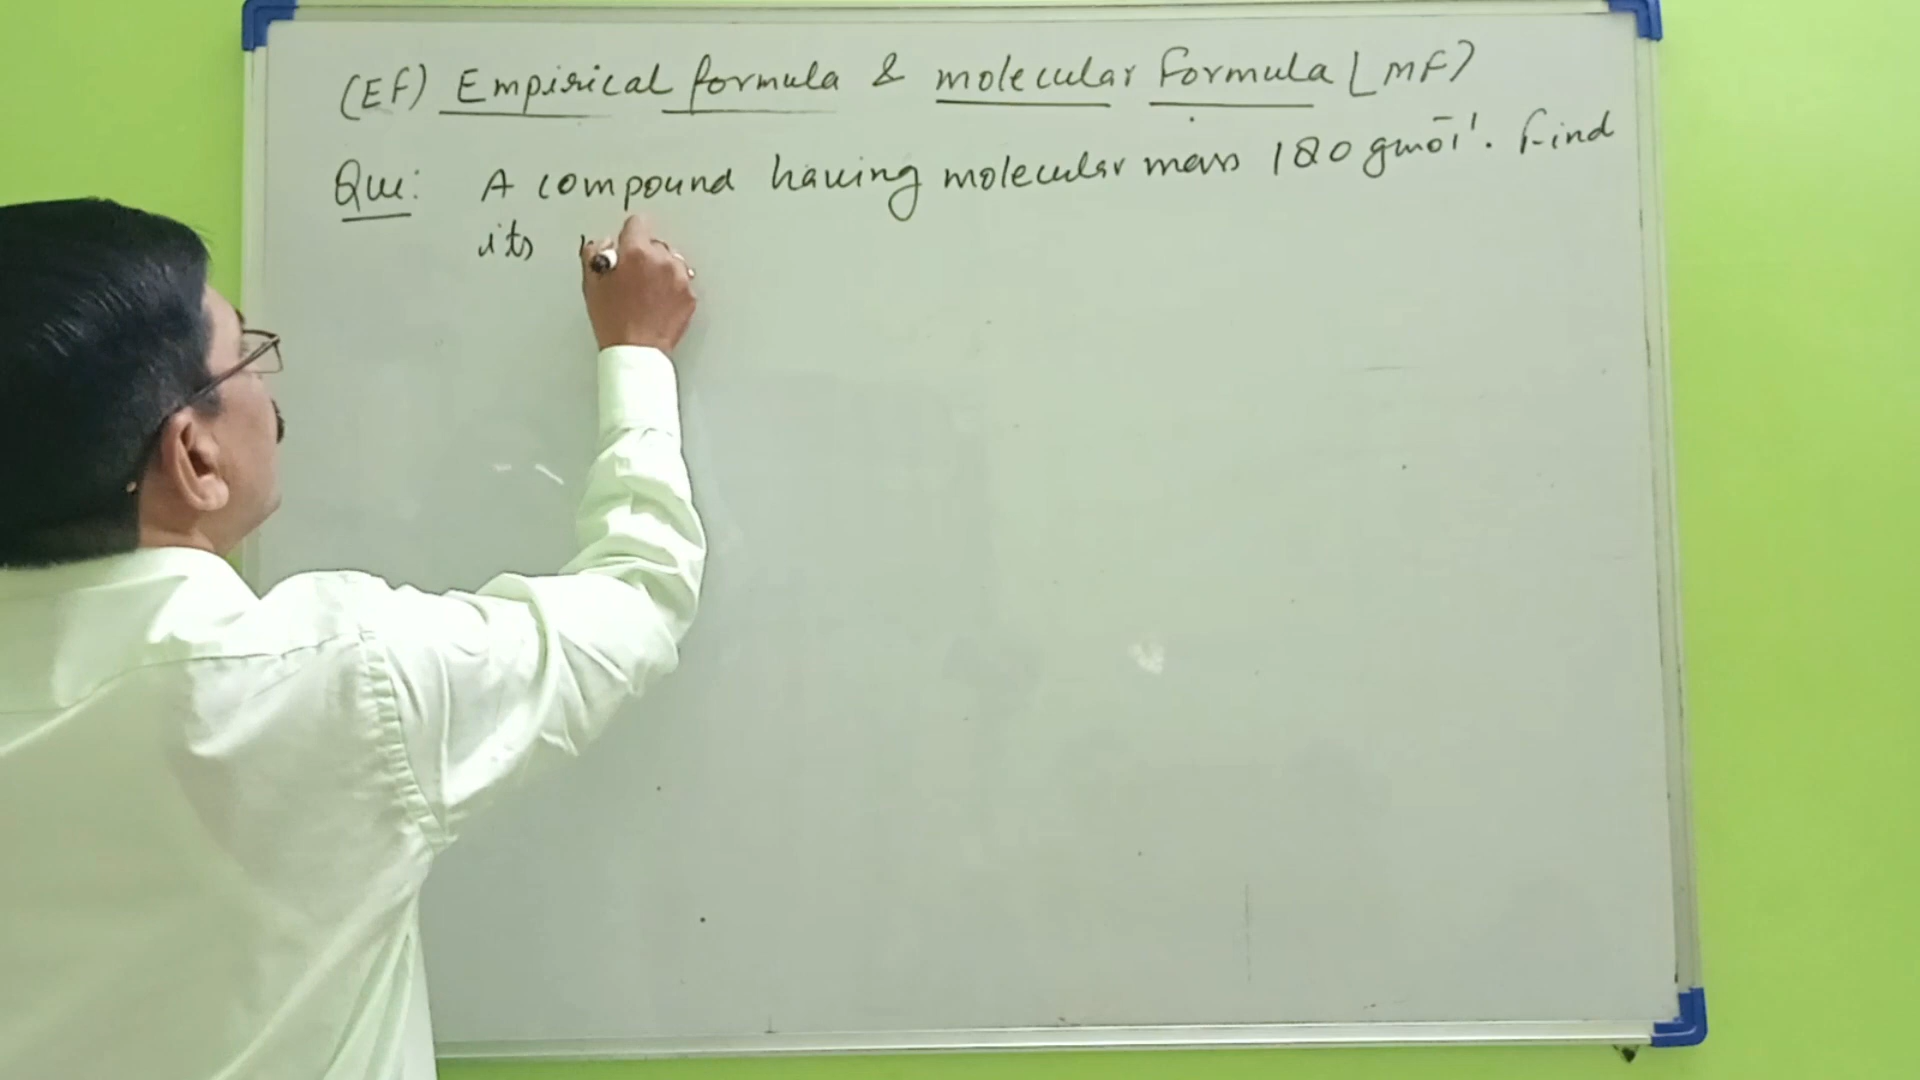 (EF) Empirical formula & molecular Formula [MF)
Que: A compound having molecular mass 180 gmol⁻¹. Find
its